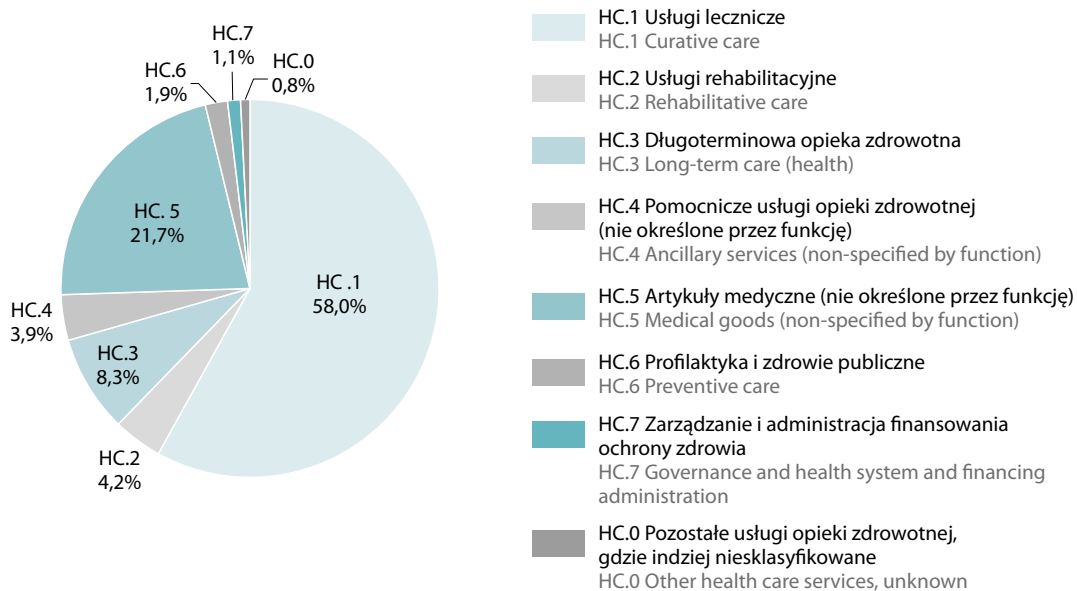 HC.7
1,1%
HC.0
0,8%
HC.6
1,9%
HC. 5
21,7%
HC .1
58,0%
HC.4
3,9%
HC.3
8,3%
HC.2
4,2%
HC.1 Usługi lecznicze
HC.1 Curative care
HC.2 Usługi rehabilitacyjne
HC.2 Rehabilitative care
HC.3 Długoterminowa opieka zdrowotna
HC.3 Long-term care (health)
HC.4 Pomocnicze usługi opieki zdrowotnej
(nie określone przez funkcję)
HC.4 Ancillary services (non-specified by function)
HC.5 Artykuły medyczne (nie określone przez funkcję)
HC.5 Medical goods (non-specified by function)
HC.6 Profilaktyka i zdrowie publiczne
HC.6 Preventive care
HC.7 Zarządzanie i administracja finansowania
ochrony zdrowia
HC.7 Governance and health system and financing
administration
HC.0 Pozostałe usługi opieki zdrowotnej,
gdzie indziej niesklasyfikowane
HC.0 Other health care services, unknown